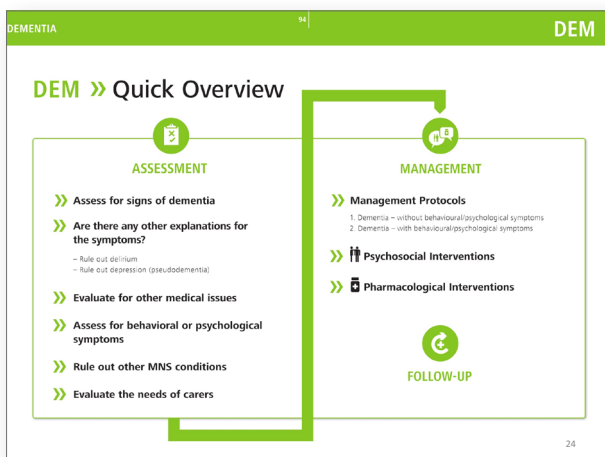 DEMENTIA
94
DEM
DEM » Quick Overview
ASSESSMENT
» Assess for signs of dementia
» Are there any other explanations for
the symptoms?
– Rule out delirium
– Rule out depression (pseudodementia)
» Evaluate for other medical issues
» Assess for behavioral or psychological
symptoms
» Rule out other MNS conditions
» Evaluate the needs of carers
MANAGEMENT
» Management Protocols
1. Dementia – without behavioural/psychological symptoms
2. Dementia – with behavioural/psychological symptoms
» Psychosocial Interventions
» Pharmacological Interventions
FOLLOW-UP
24